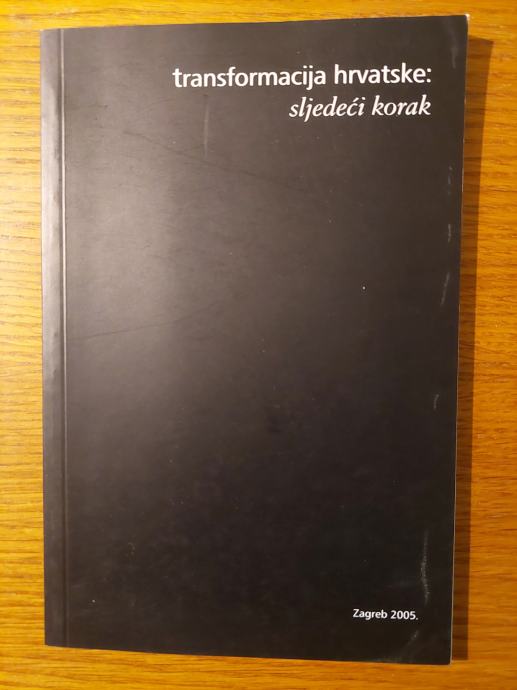 transformacija hrvatske:
sljedeći korak
Zagreb 2005.